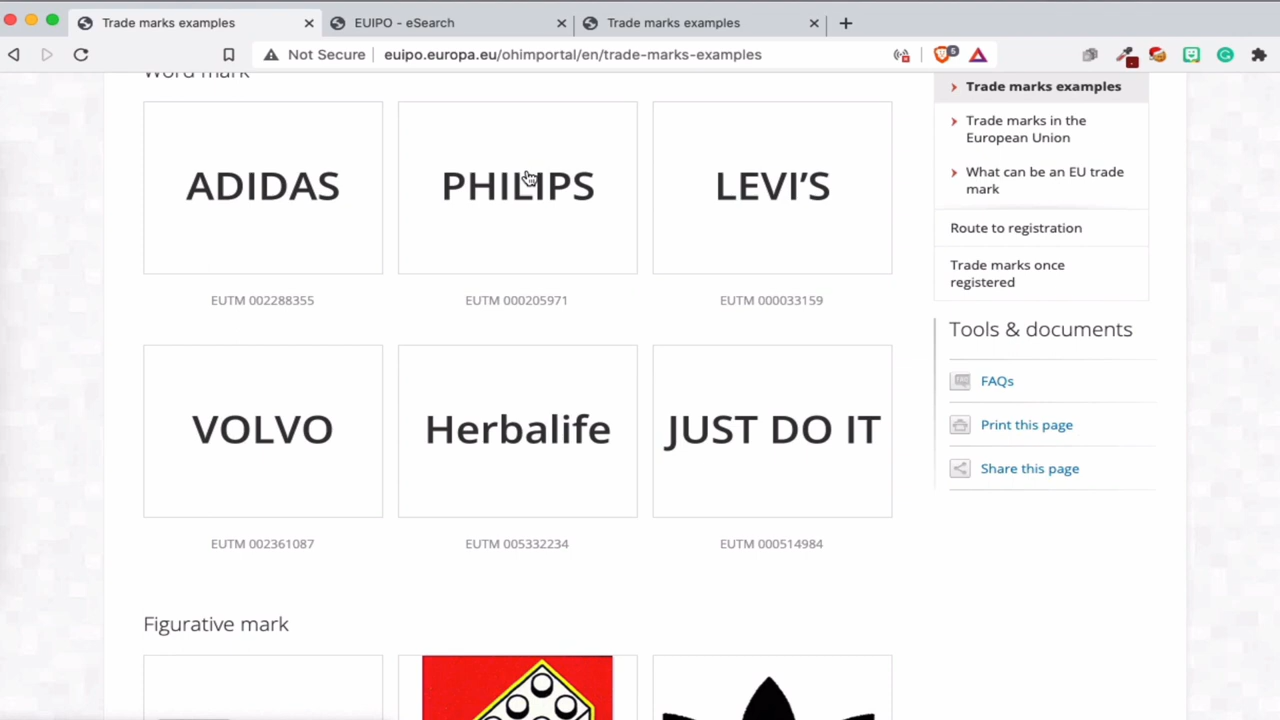 Trade marks examples
EUIPO - eSearch
Trade marks examples
Not Secure
euipo.europa.eu/ohimportal/en/trade-marks-examples
5
Word mark
ADIDAS
PHILIPS
LEVI'S
EUTM 002288355
EUTM 000205971
EUTM 000033159
VOLVO
Herbalife
JUST DO IT
EUTM 002361087
EUTM 005332234
EUTM 000514984
Figurative mark
Trade marks examples
Trade marks in the
European Union
What can be an EU trade
mark
Route to registration
Trade marks once
registered
Tools & documents
FAQs
Print this page
Share this page